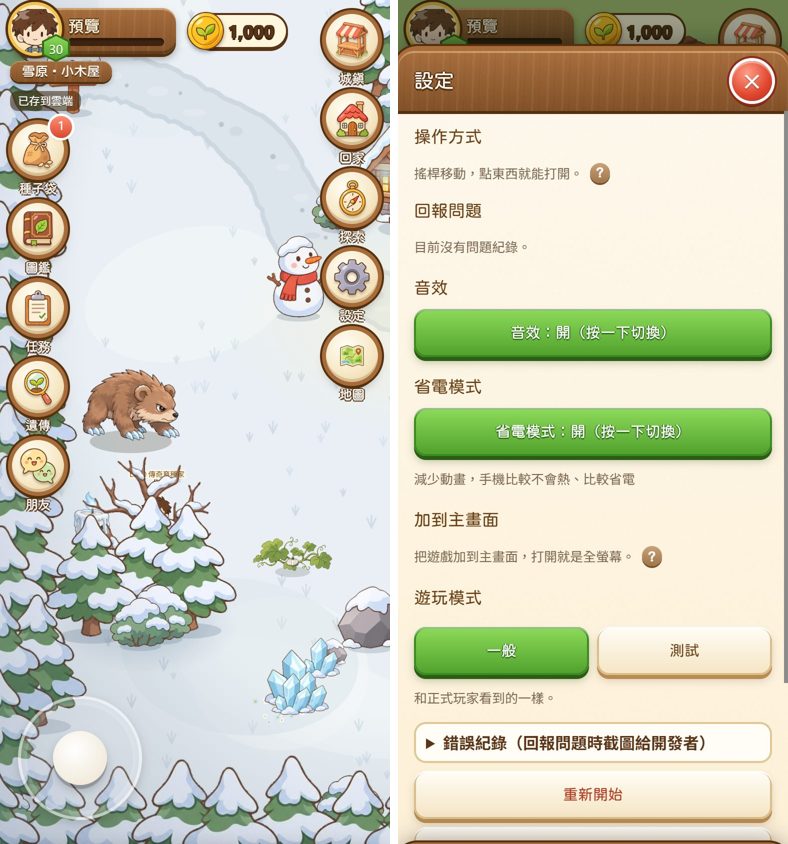 預覽
30
1,000
雪原・小木屋
已存到雲端
1
種子袋
圖鑑
任務
遺傳
朋友
城鎮
回家
探索
設定
地圖
預覽
30
1,000
設定
操作方式
搖桿移動，點東西就能打開。 ?
回報問題
目前沒有問題紀錄。
音效
音效：開（按一下切換）
省電模式
省電模式：開（按一下切換）
減少動畫，手機比較不會熱、比較省電
加到主畫面
把遊戲加到主畫面，打開就是全螢幕。 ?
遊玩模式
一般
測試
和正式玩家看到的一樣。
▶ 錯誤紀錄（回報問題時截圖給開發者）
重新開始